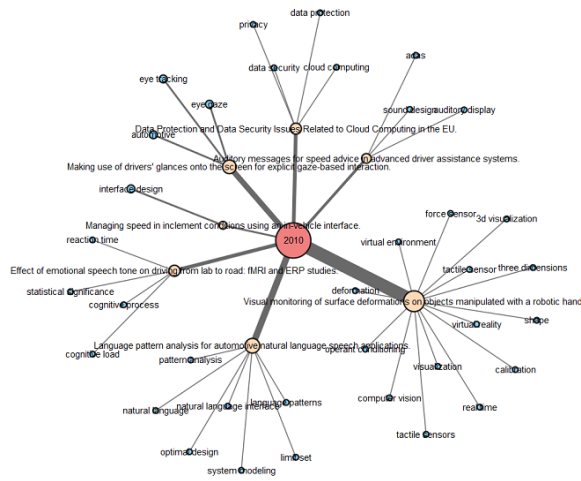 data protection
privacy
adas
data security
cloud computing
eye tracking
eye gaze
sound design
auditory display
Data Protection and Data Security Issues Related to Cloud Computing in the EU.
automotive
Auditory messages for speed advice in advanced driver assistance systems.
Making use of drivers' glances onto the screen for explicit gaze-based interaction.
interface design
force sensor
3d visualization
Managing speed in inclement conditions using an in-vehicle interface.
reaction time
2010
virtual environment
Effect of emotional speech tone on driving from lab to road: fMRI and ERP studies.
tactile sensor
three dimensions
statistical significance
deformation
cognitive process
Visual monitoring of surface deformations on objects manipulated with a robotic hand
virtual reality
shape
Language pattern analysis for automotive natural language speech applications.
operant conditioning
cognitive load
pattern analysis
visualization
calibration
computer vision
language patterns
natural language
natural language interface
real time
tactile sensors
optimal design
limit set
system modeling